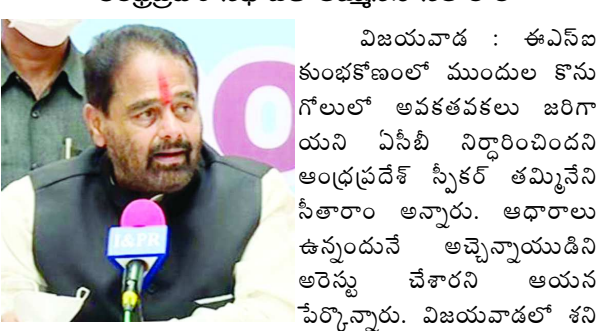 విజయవాడ : ఈఎస్ఐ
కుంభకోణంలో ముందుల కొను
గోలులో అవకతవకలు జరిగా
యని ఏసీబీ నిర్ధారించిందని
ఆంధ్రప్రదేశ్ స్పీకర్ తమ్మినేని
సీతారాం అన్నారు. ఆధారాలు
ఉన్నందునే అచ్చెన్నాయుడిని
అరెస్టు చేశారని ఆయన
పేర్కొన్నారు. విజయవాడలో శని
I&PR